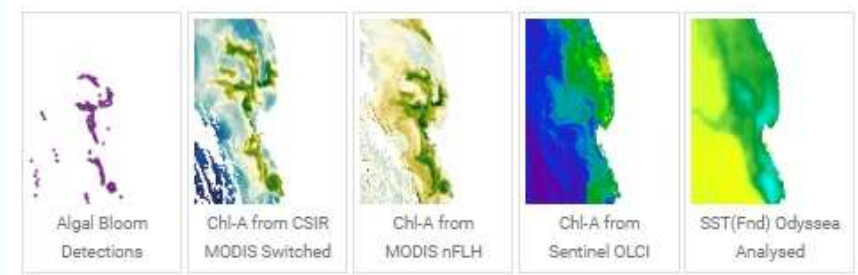 Algal Bloom
Detections
Chl-A from CSIR
MODIS Switched
Chl-A from
MODIS nFLH
Chl-A from
Sentinel OLCI
SST(Fnd) Odyssea
Analysed